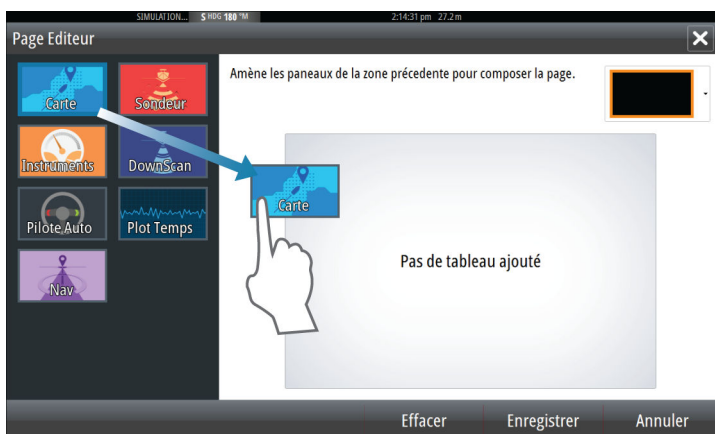 SIMULATION... S HDG 180 °M 2:14:31 pm 27.2 m
Page Editeur
Amène les paneaux de la zone précedente pour composer la page.
Carte Sondeur
Instruments DownScan
Carte
Pilote Auto Plot Temps
Pas de tableau ajouté
Nav
Effacer Enregistrer Annuler